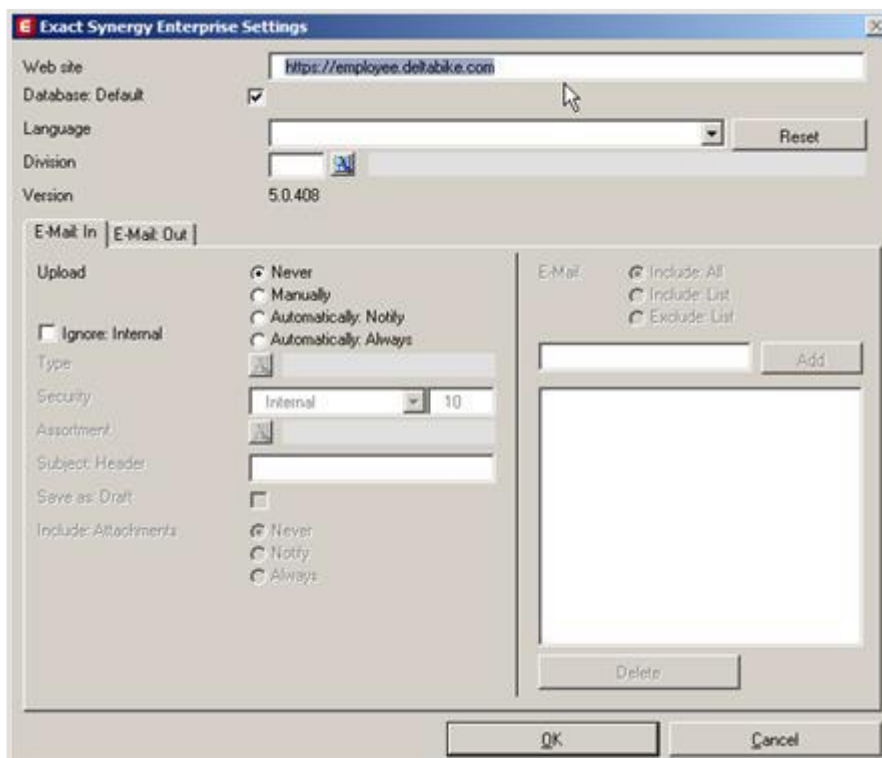 Exact Synergy Enterprise Settings
Web site https://employee.deltabike.com
Database: Default
Language Reset
Division
Version 5.0.408
E-Mail: In E-Mail: Out
Upload Never
Manually
Automatically: Notify
Ignore: Internal Automatically: Always
Type
Security Internal 10
Assortment
Subject: Header
Save as: Draft
Include: Attachments Never
Notify
Always
E-Mail Include: All
Include: List
Exclude: List
Add
Delete
OK Cancel